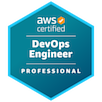 aws
certified
DevOps
Engineer
PROFESSIONAL